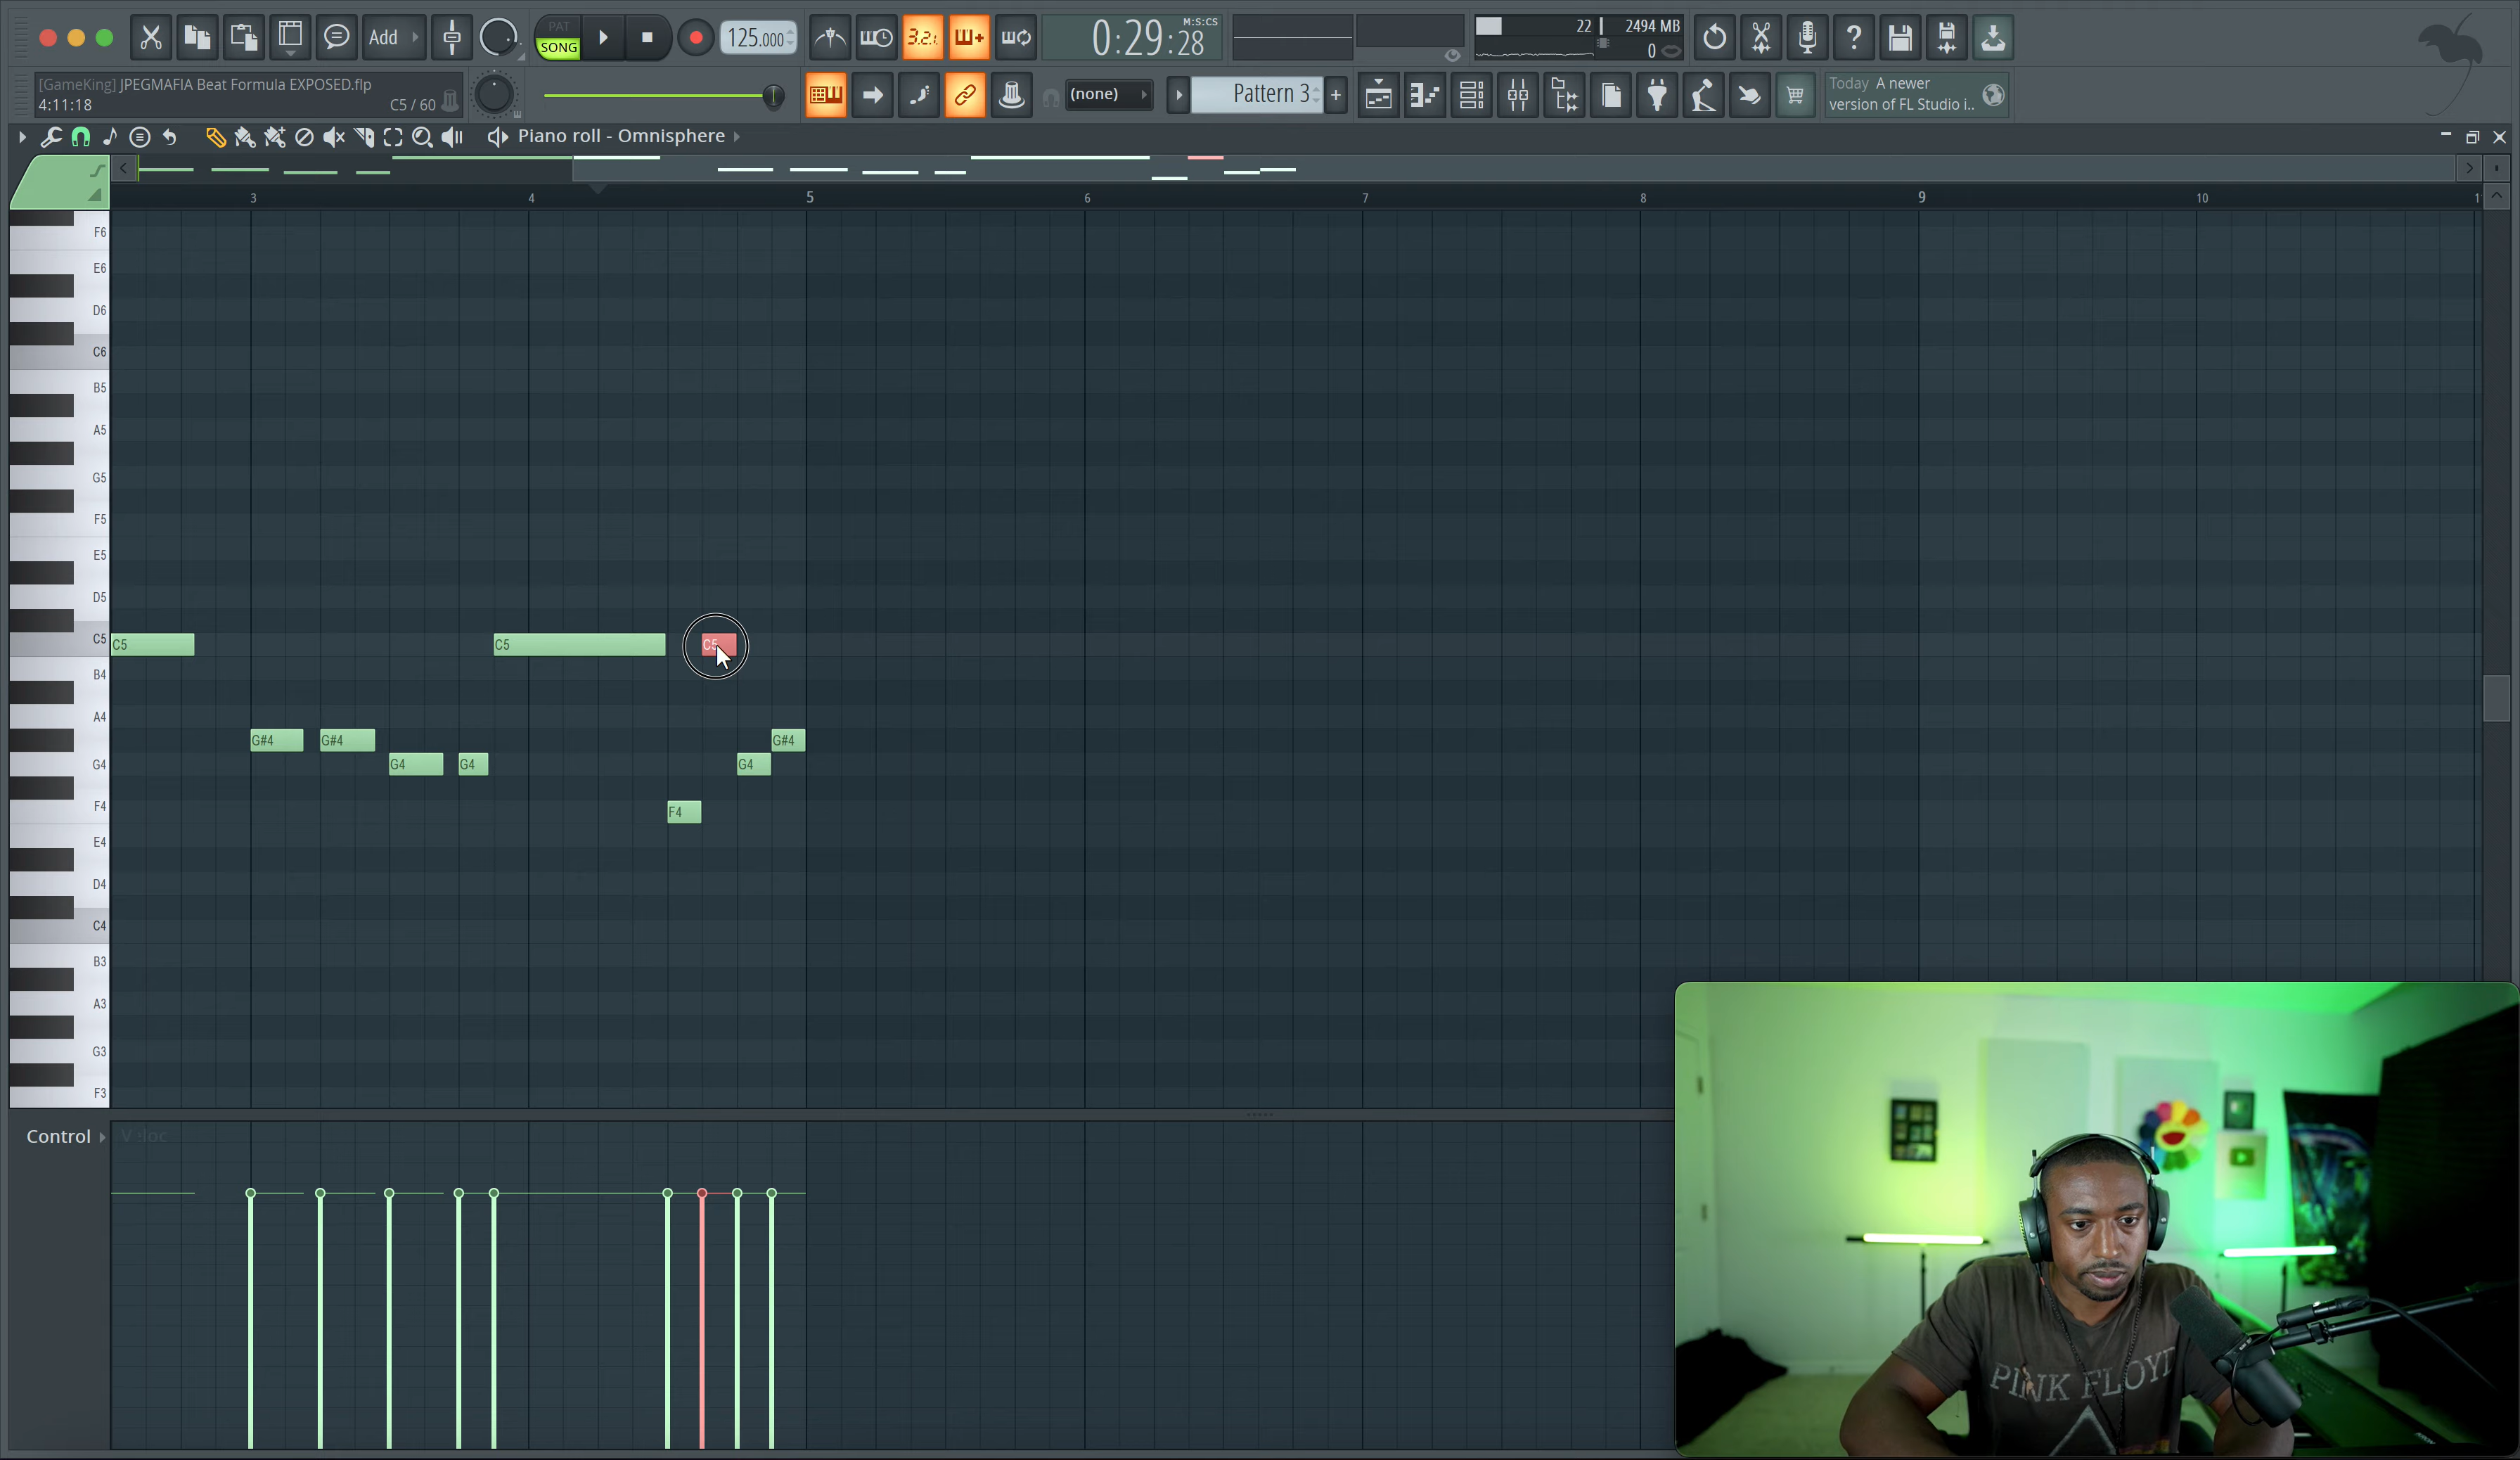 Add
PAT
SONG
125.000
3.2.
0:29:28
M:S:CS
22
2494 MB
0
[GameKing] JPEGMAFIA Beat Formula EXPOSED.flp
4:11:18
C5 / 60
(none)
Pattern 3
+
Today A newer
version of FL Studio i..
Piano roll - Omnisphere
3 4 5 6 7 8 9 10
F6
E6
D6
C6
B5
A5
G5
F5
E5
D5
C5
C5 C5 C5
B4
A4
G#4 G#4 G#4
G4
G4 G4 G4
F4
F4
E4
D4
C4
B3
A3
G3
F3
Control
PINK FLOYD